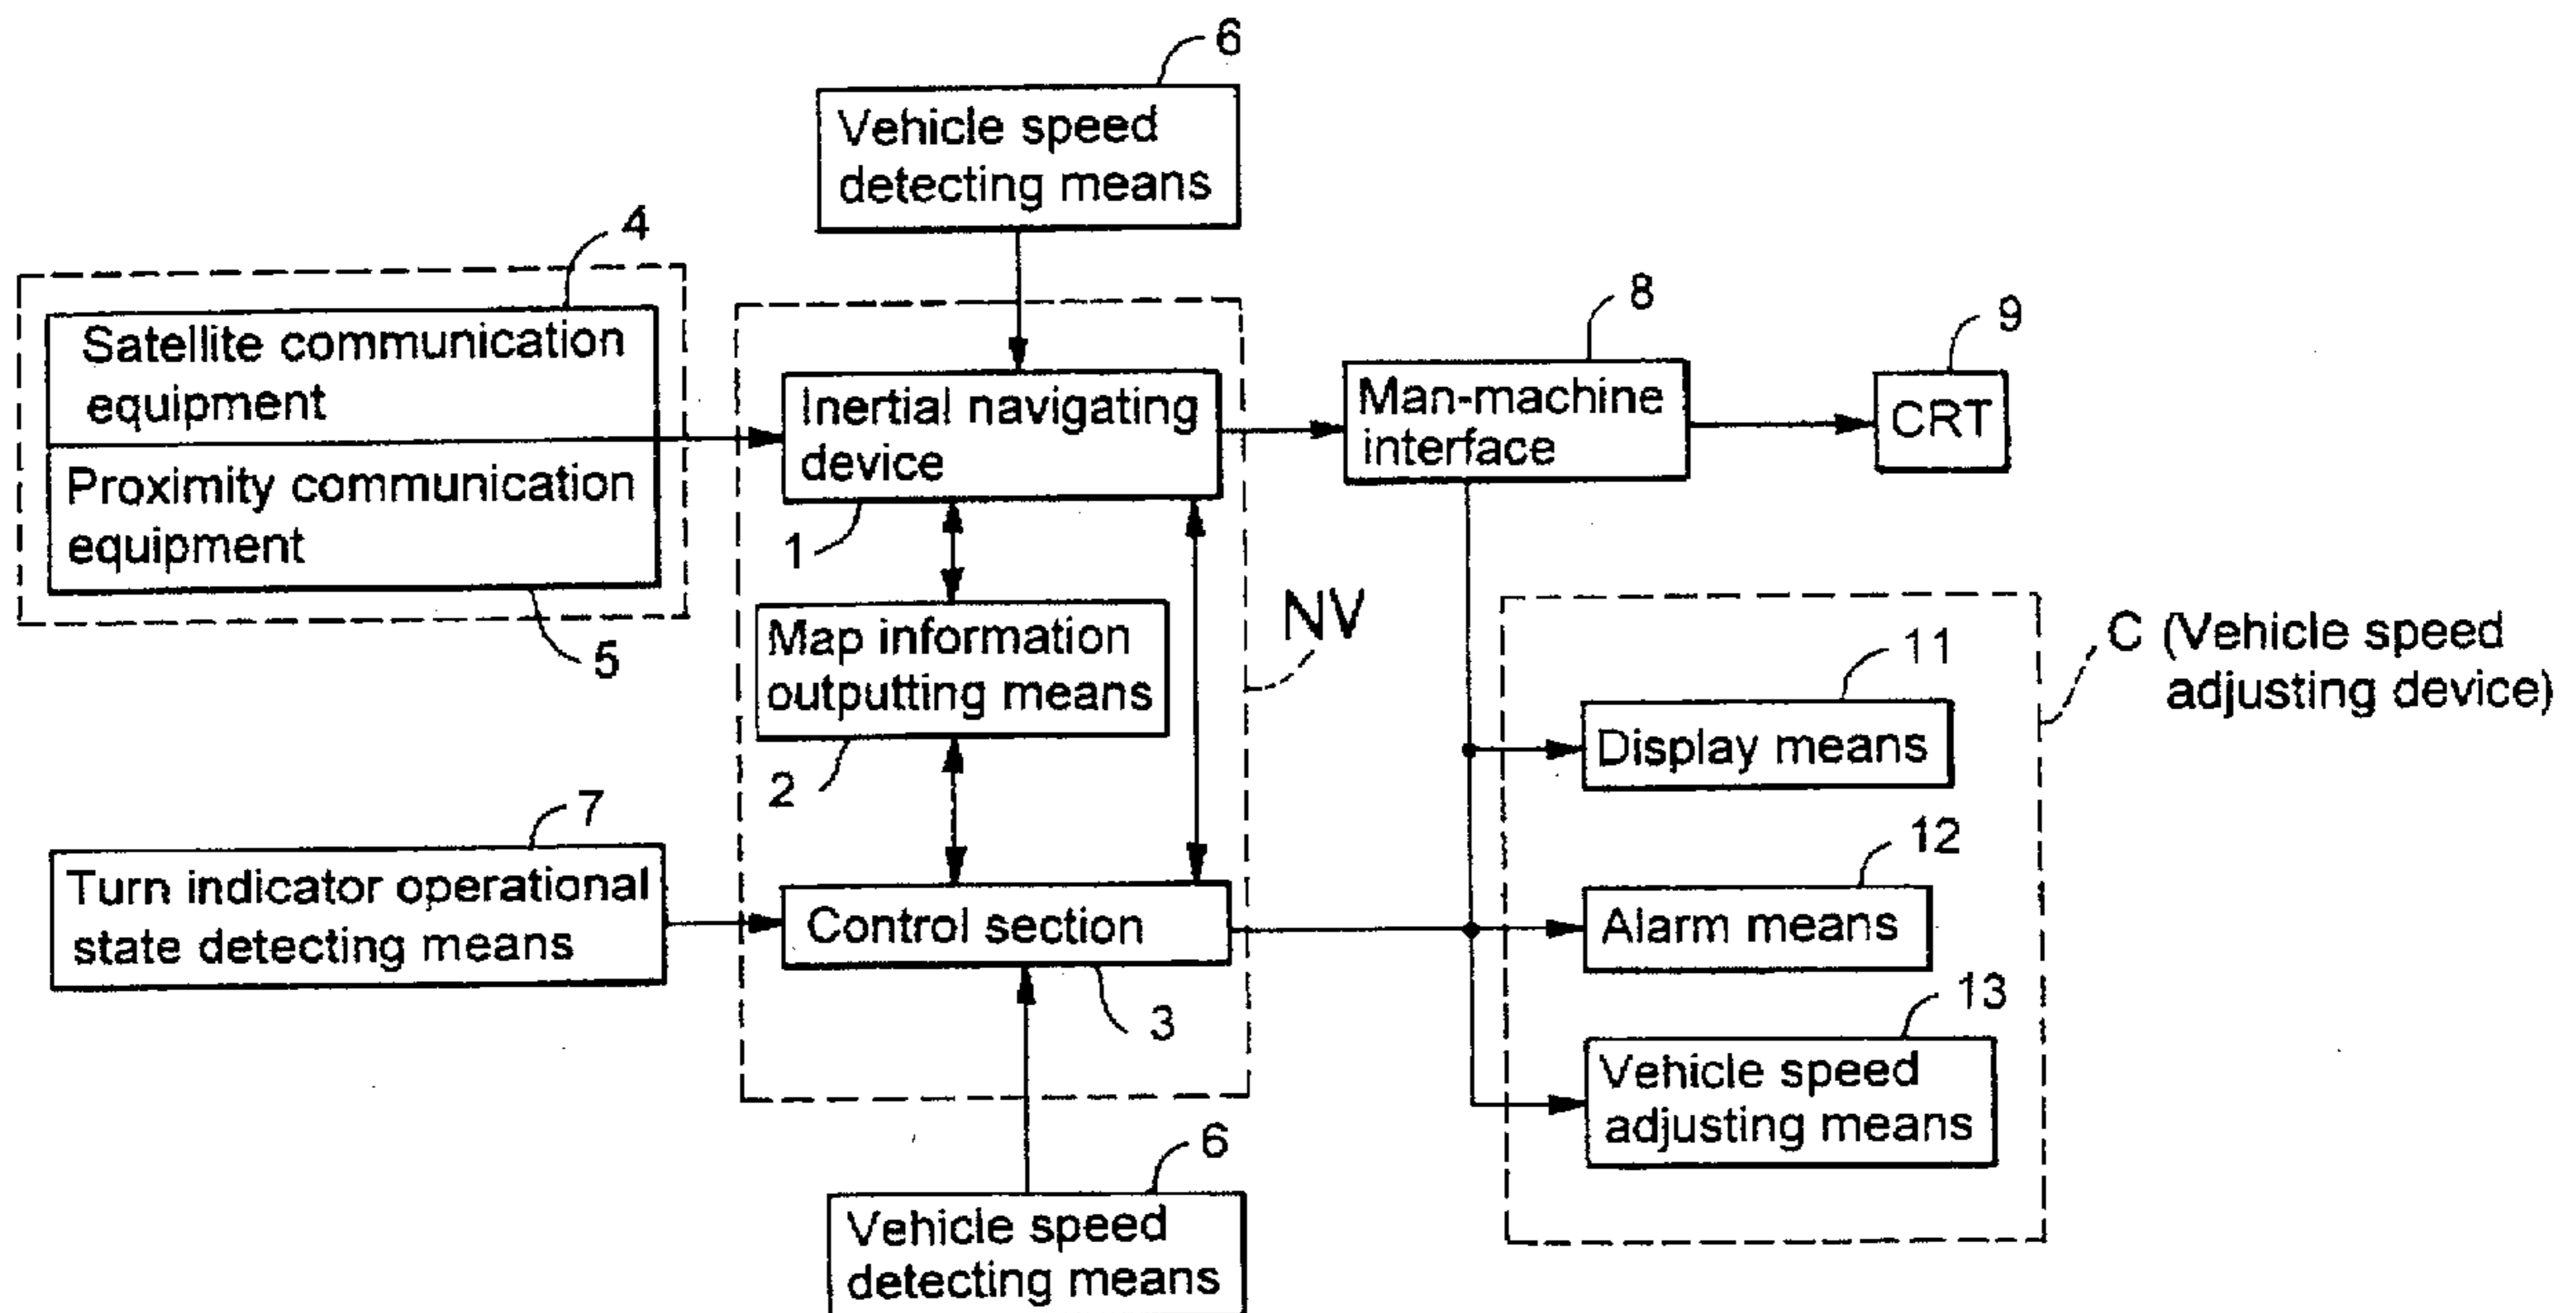 6
Vehicle speed
detecting means
4
Satellite communication
equipment
Proximity communication
equipment
5
Inertial navigating
device
1
8
Man-machine
interface
9
CRT
Map information
outputting means
2
NV
C (Vehicle speed
adjusting device)
11
Display means
7
Turn indicator operational
state detecting means
Control section
3
12
Alarm means
13
Vehicle speed
adjusting means
6
Vehicle speed
detecting means